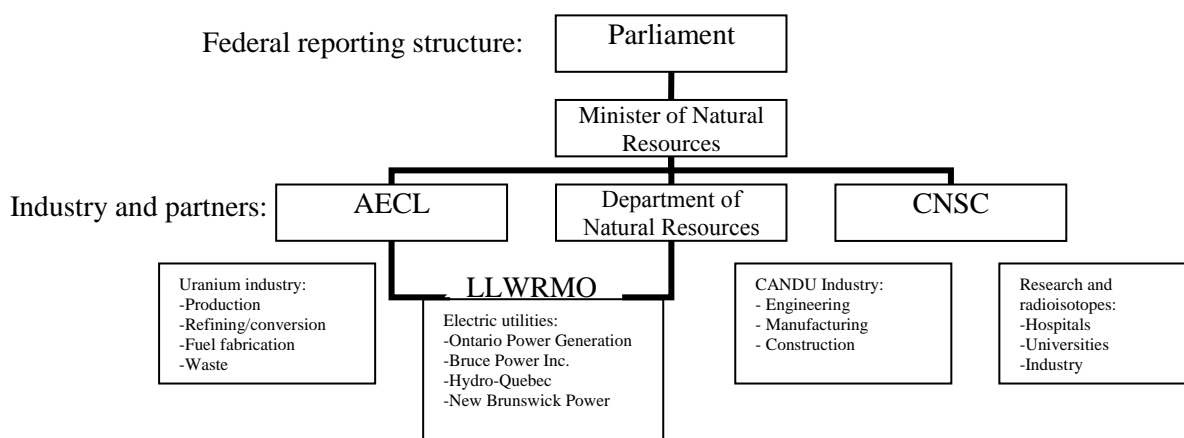 Federal reporting structure:
Parliament
Minister of Natural
Resources
Industry and partners:
AECL
Department of
Natural Resources
CNSC
LLWRMO
Uranium industry:
-Production
-Refining/conversion
-Fuel fabrication
-Waste
Electric utilities:
-Ontario Power Generation
-Bruce Power Inc.
-Hydro-Quebec
-New Brunswick Power
CANDU Industry:
- Engineering
- Manufacturing
- Construction
Research and
radioisotopes:
-Hospitals
-Universities
-Industry